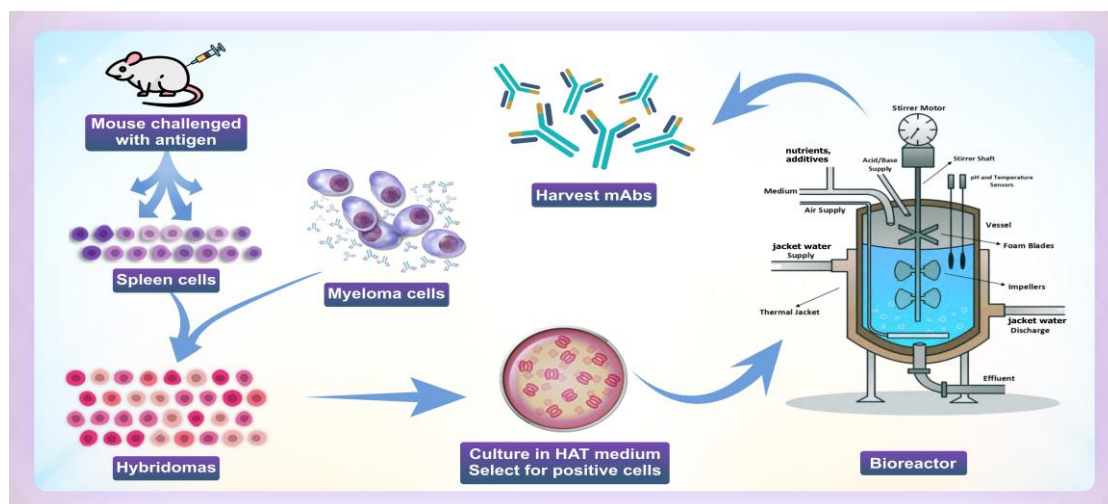 Mouse challenged
with antigen
Spleen cells
Myeloma cells
Hybridomas
Culture in HAT medium
Select for positive cells
Harvest mAbs
Stirrer Motor
nutrients,
additives
Acid/Base
Supply
Stirrer Shaft
pH and Temperature
Sensors
Medium
Air Supply
Vessel
Foam Blades
jacket water
Supply
Impellers
Thermal Jacket
jacket water
Discharge
Effluent
Bioreactor